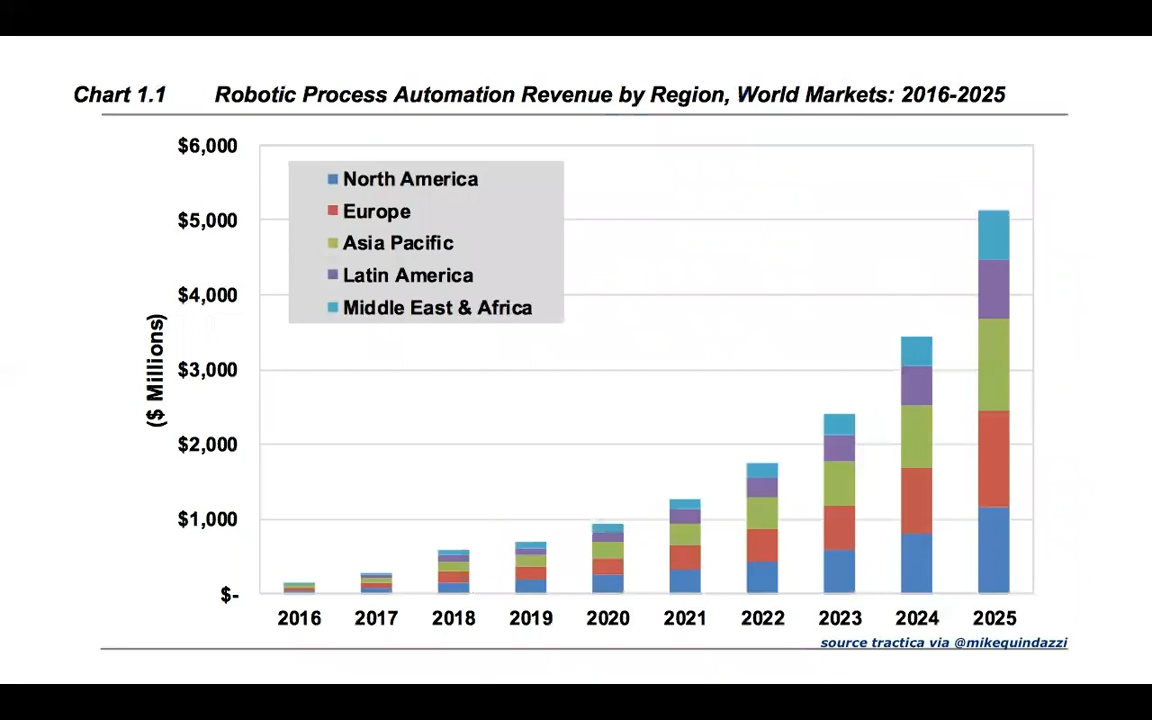 Chart 1.1 Robotic Process Automation Revenue by Region, World Markets: 2016-2025
$6,000
North America
Europe
$5,000
Asia Pacific
Latin America
$4,000
Middle East & Africa
($ Millions)
$3,000
$2,000
$1,000
$-
2016 2017 2018 2019 2020 2021 2022 2023 2024 2025
source tractica via @mikequindazzi